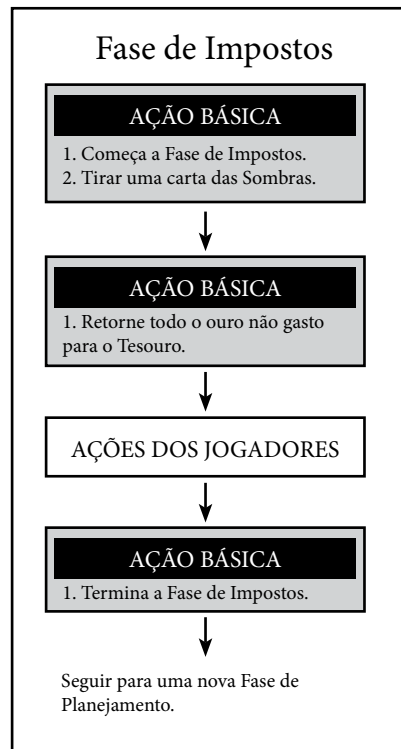 Fase de Impostos
AÇÃO BÁSICA
1. Começa a Fase de Impostos.
2. Tirar uma carta das Sombras.
AÇÃO BÁSICA
1. Retorne todo o ouro não gasto
para o Tesouro.
AÇÕES DOS JOGADORES
AÇÃO BÁSICA
1. Termina a Fase de Impostos.
Seguir para uma nova Fase de
Planejamento.